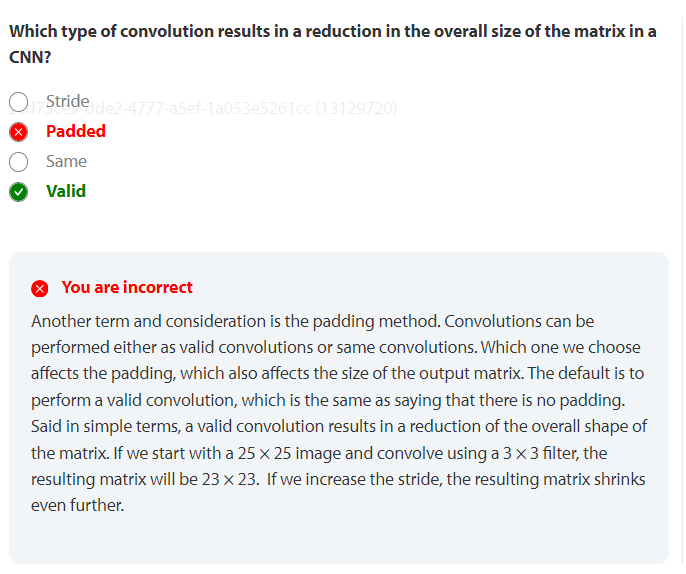 Which type of convolution results in a reduction in the overall size of the matrix in a
CNN?
Stride
de2-4777-a5ef-1a053e5261cc (13129720)
Padded
Same
Valid
You are incorrect
Another term and consideration is the padding method. Convolutions can be
performed either as valid convolutions or same convolutions. Which one we choose
affects the padding, which also affects the size of the output matrix. The default is to
perform a valid convolution, which is the same as saying that there is no padding.
Said in simple terms, a valid convolution results in a reduction of the overall shape of
the matrix. If we start with a 25 × 25 image and convolve using a 3 × 3 filter, the
resulting matrix will be 23 × 23.  If we increase the stride, the resulting matrix shrinks
even further.